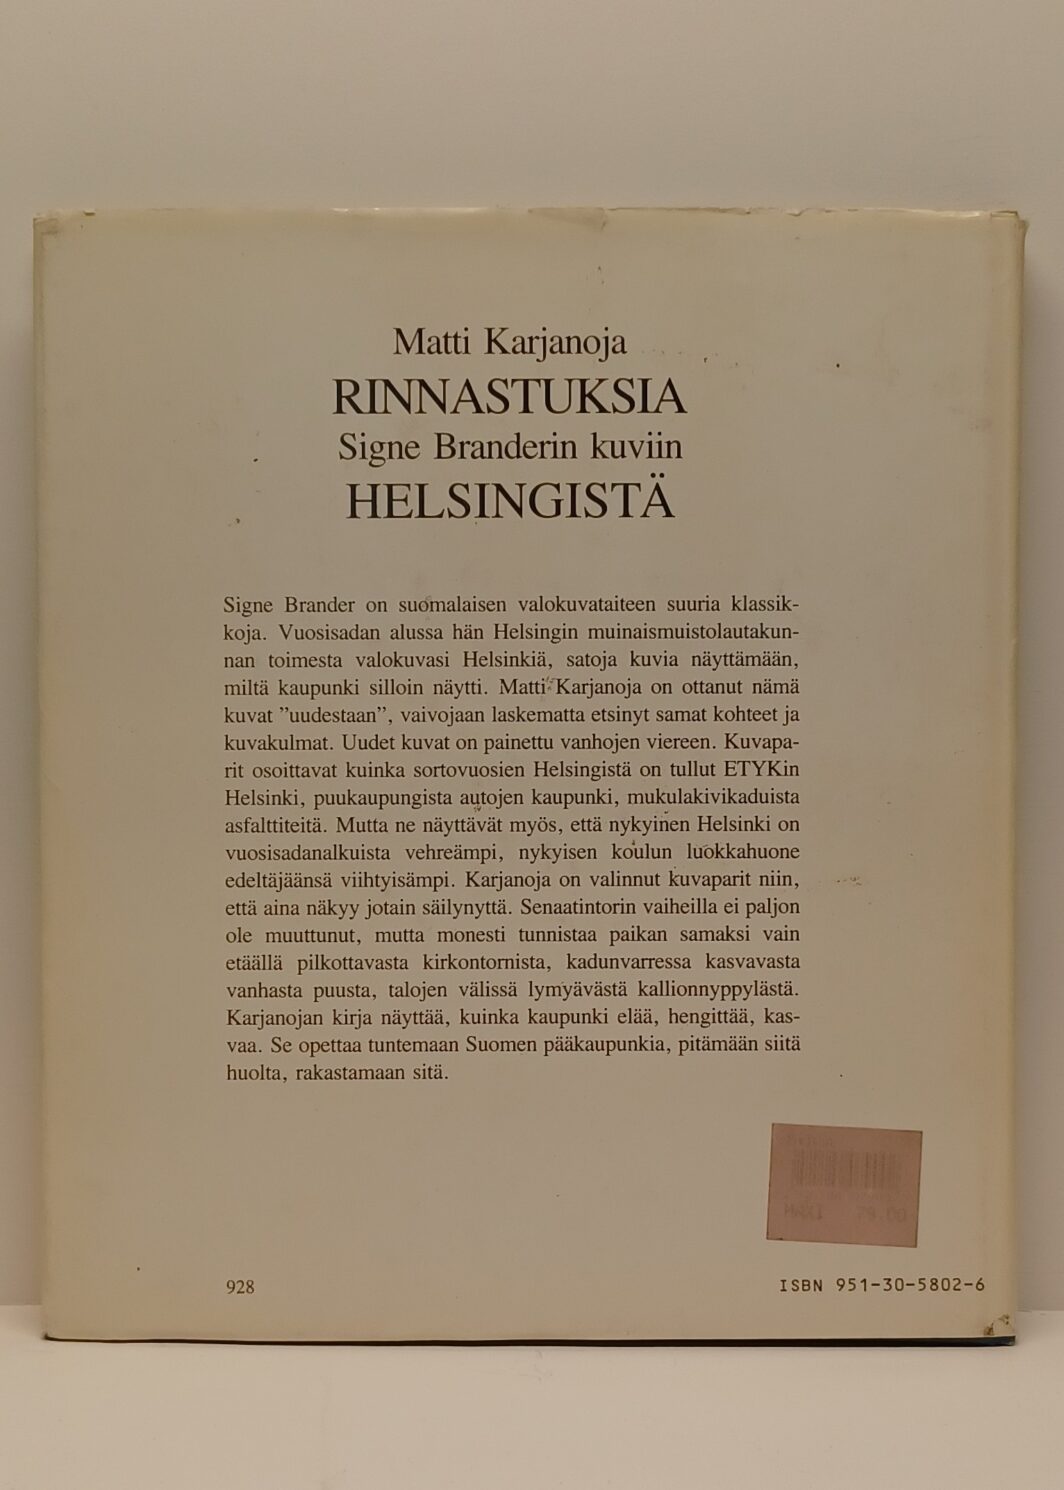 Matti Karjanoja
RINNASTUKSIA
Signe Branderin kuviin
HELSINGISTÄ
Signe Brander on suomalaisen valokuvataiteen suuria klassik-
koja. Vuosisadan alussa hän Helsingin muinaismuistolautakun-
nan toimesta valokuvasi Helsinkiä, satoja kuvia näyttämään,
miltä kaupunki silloin näytti. Matti Karjanoja on ottanut nämä
kuvat ”uudestaan”, vaivojaan laskematta etsinyt samat kohteet ja
kuvakulmat. Uudet kuvat on painettu vanhojen viereen. Kuvapa-
rit osoittavat kuinka sortovuosien Helsingistä on tullut ETYKin
Helsinki, puukaupungista autojen kaupunki, mukulakivikaduista
asfalttiteitä. Mutta ne näyttävät myös, että nykyinen Helsinki on
vuosisadanalkuista vehreämpi, nykyisen koulun luokkahuone
edeltäjäänsä viihtyisämpi. Karjanoja on valinnut kuvaparit niin,
että aina näkyy jotain säilynyttä. Senaatintorin vaiheilla ei paljon
ole muuttunut, mutta monesti tunnistaa paikan samaksi vain
etäällä pilkottavasta kirkontornista, kadunvarressa kasvavasta
vanhasta puusta, talojen välissä lymyävästä kallionnyppylästä.
Karjanojan kirja näyttää, kuinka kaupunki elää, hengittää, kas-
vaa. Se opettaa tuntemaan Suomen pääkaupunkia, pitämään siitä
huolta, rakastamaan sitä.
MAXI 79.00
928
ISBN 951-30-5802-6